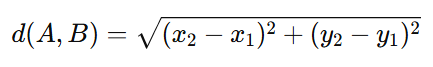 d(A, B) = √((x₂ − x₁)² + (y₂ − y₁)²)